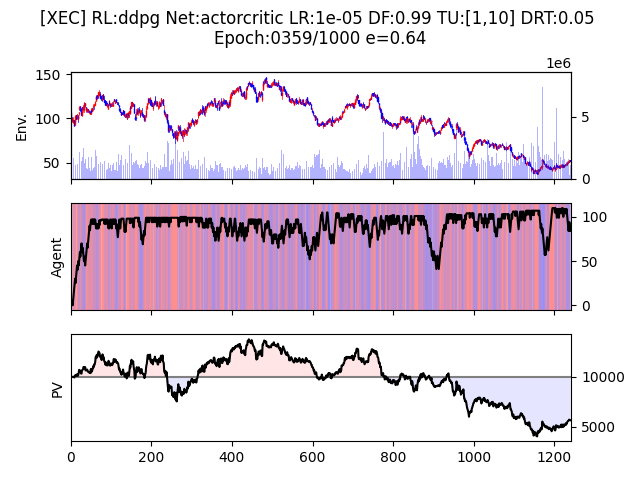 [XEC] RL:ddpg Net:actorcritic LR:1e-05 DF:0.99 TU:[1,10] DRT:0.05
Epoch:0359/1000 e=0.64
1e6
150
100
50
Env.
5
0
Agent
100
50
0
PV
10000
5000
0 200 400 600 800 1000 1200